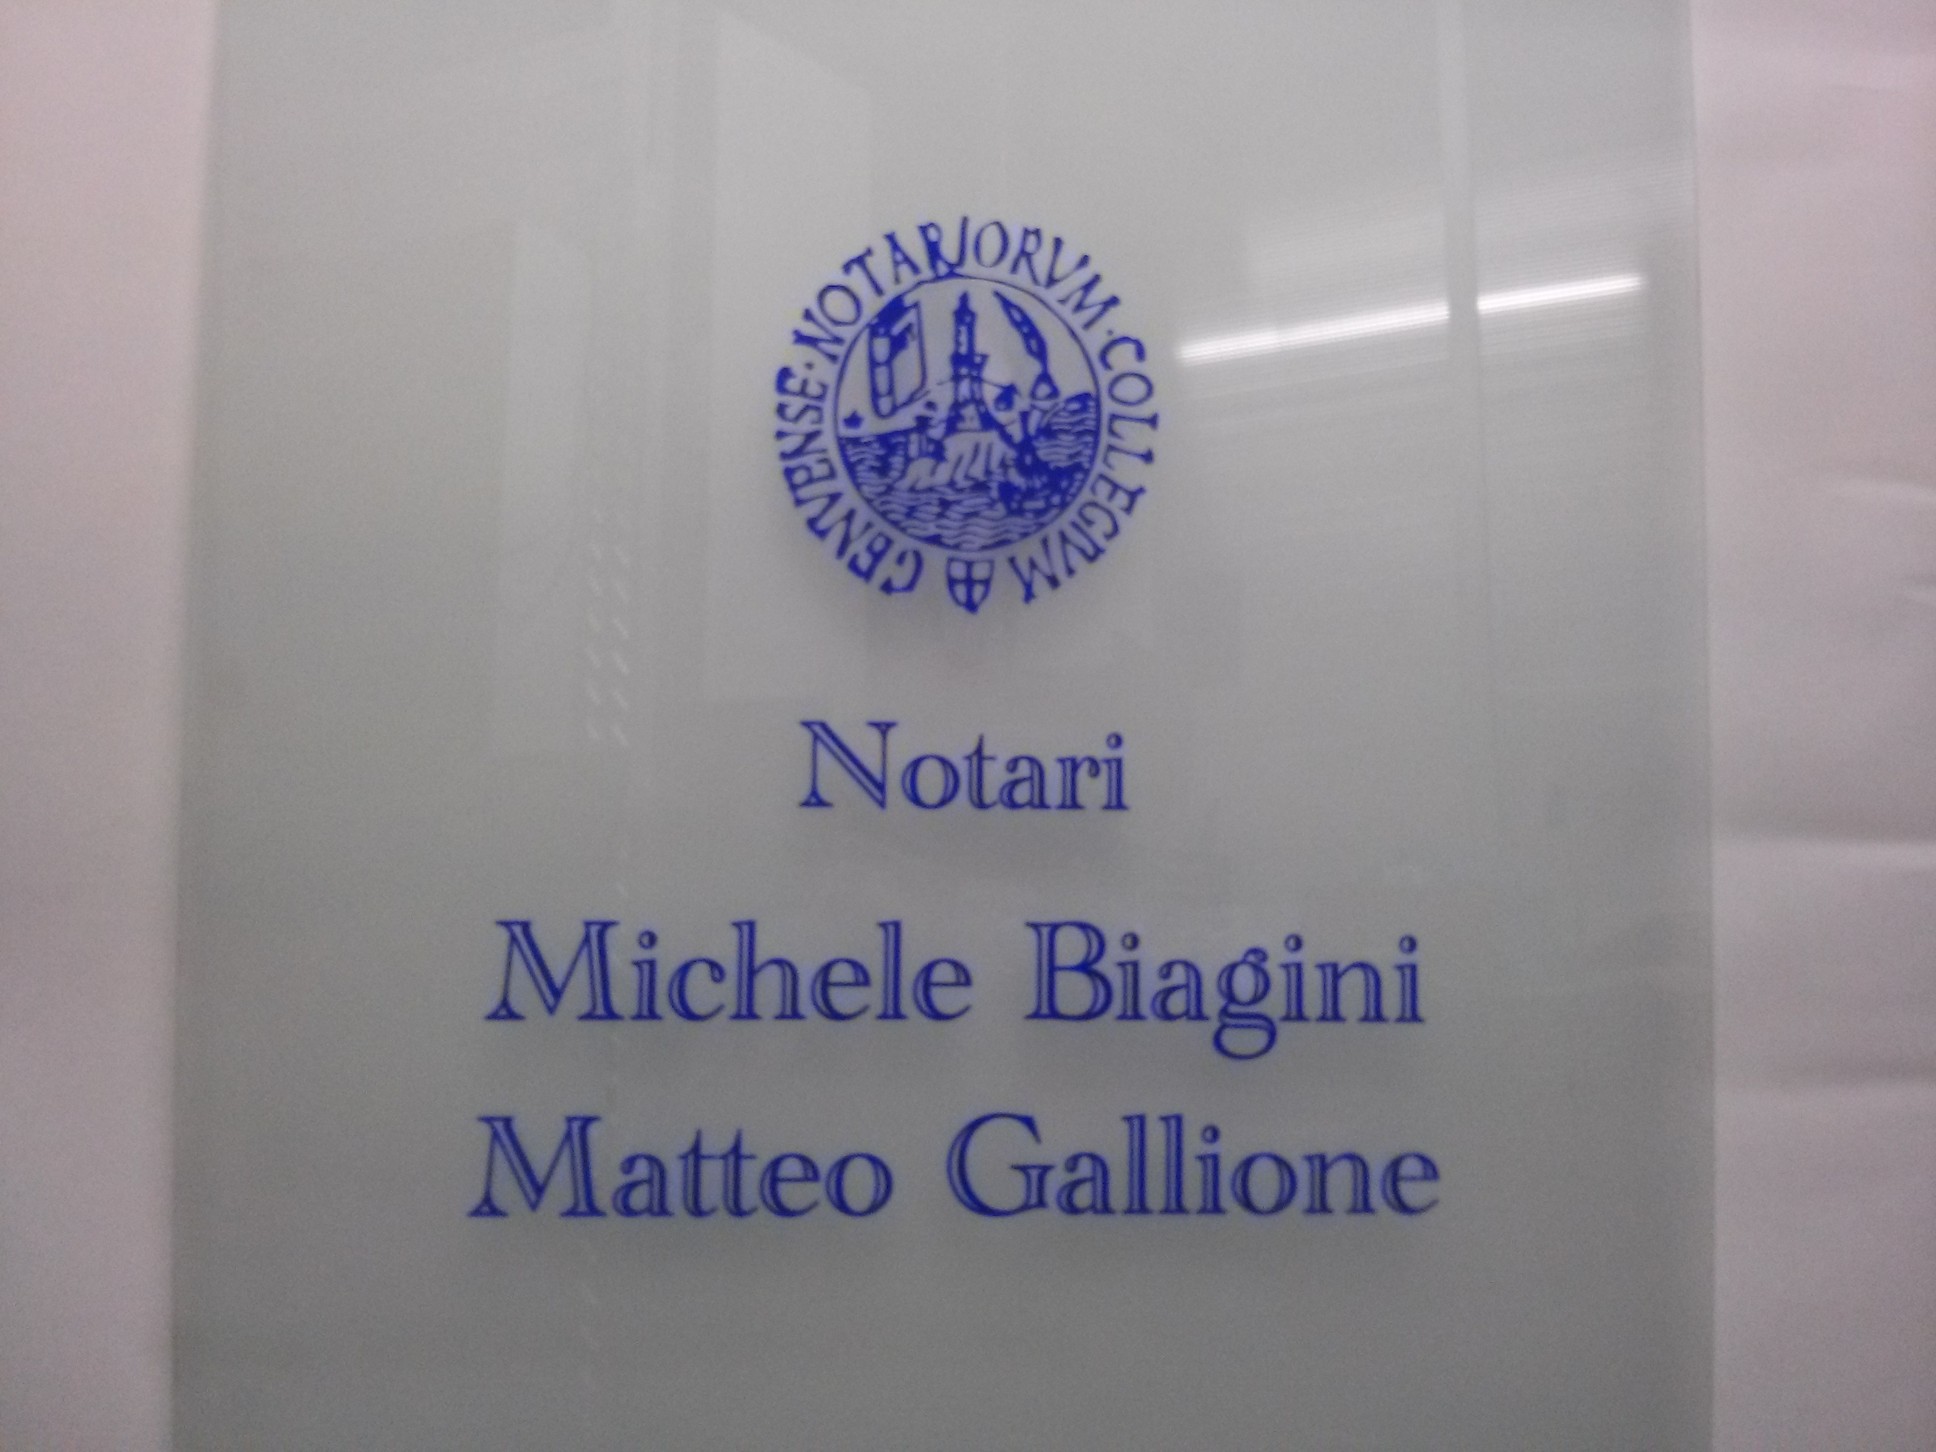 GENVENSE · NOTARIORVM · COLLEGIVM
Notari
Michele Biagini
Matteo Gallione